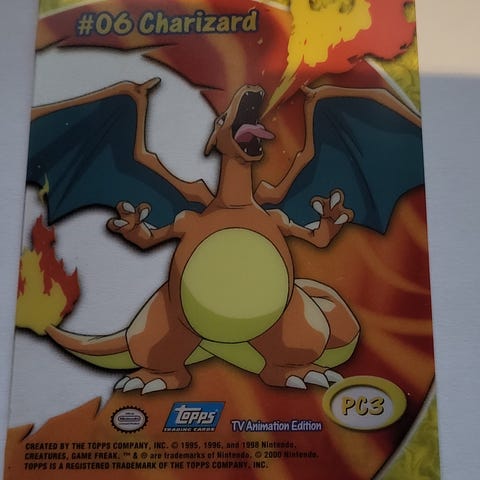 #06 Charizard
PC3
Topps
TRADING CARDS
TV Animation Edition
CREATED BY THE TOPPS COMPANY, INC. © 1995, 1996, and 1998 Nintendo,
CREATURES, GAME FREAK. ™ & ® are trademarks of Nintendo. © 2000 Nintendo.
TOPPS IS A REGISTERED TRADEMARK OF THE TOPPS COMPANY, INC.